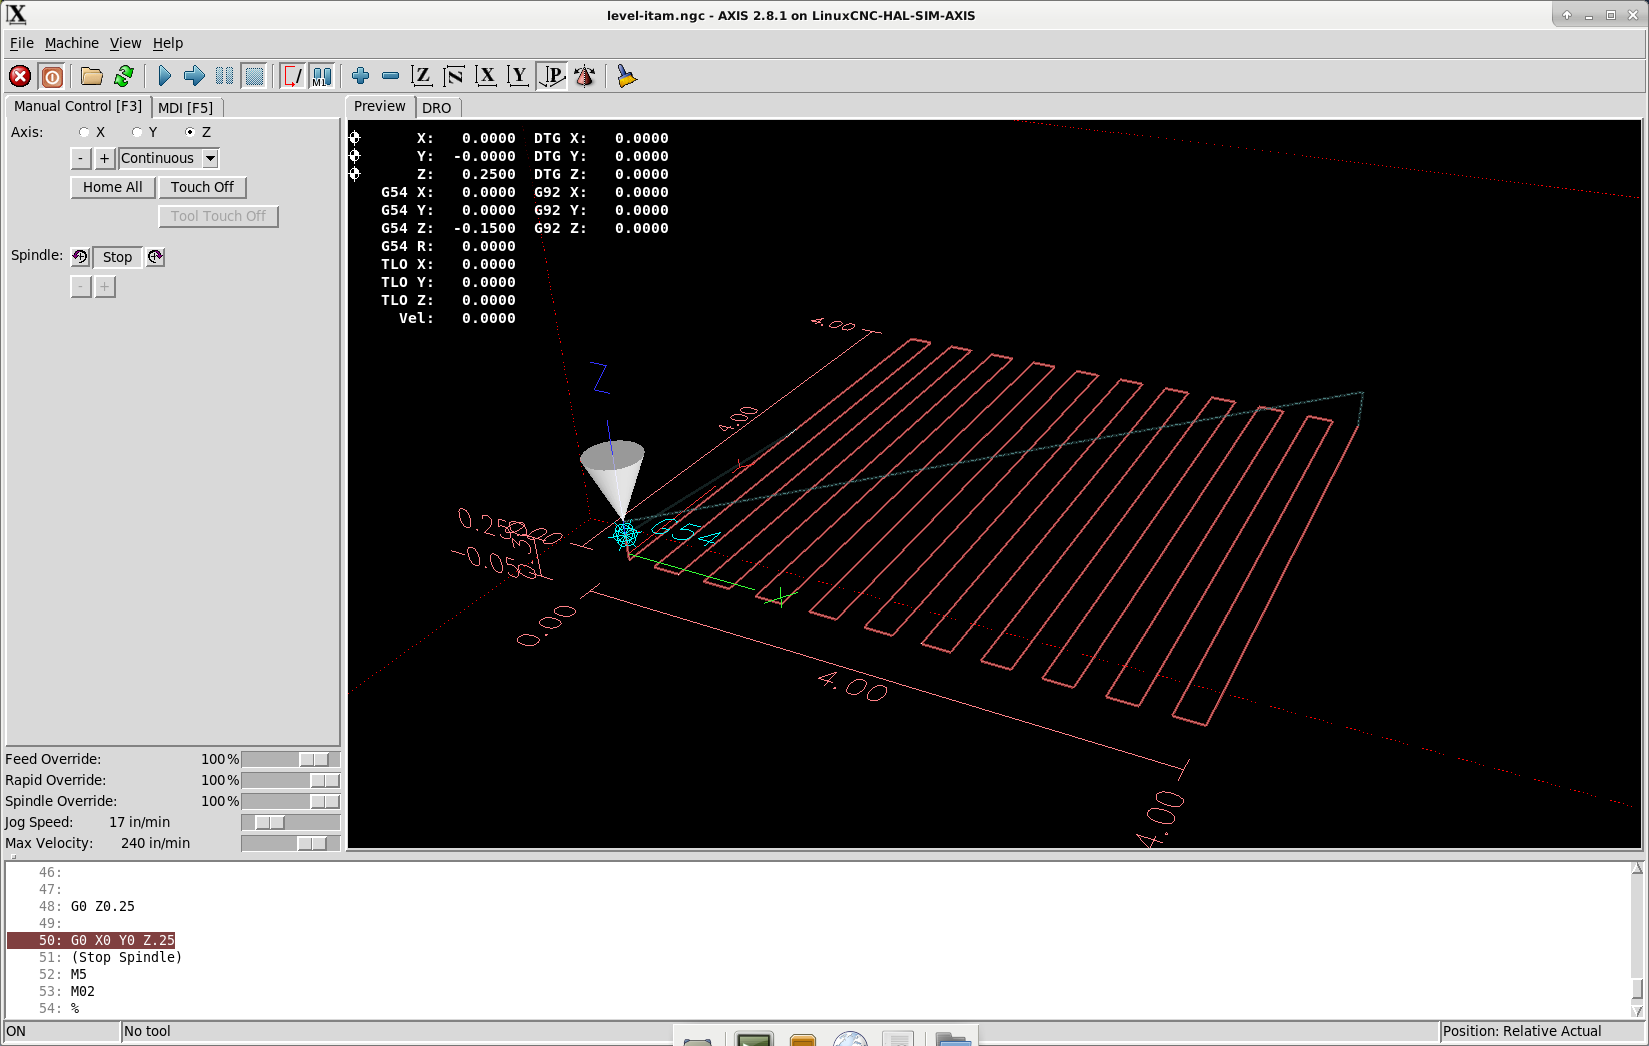 level-itam.ngc - AXIS 2.8.1 on LinuxCNC-HAL-SIM-AXIS
File Machine View Help
Z N X Y P
M1
Manual Control [F3] MDI [F5]
Preview DRO
Axis: X Y Z
- + Continuous
Home All Touch Off
Tool Touch Off
Spindle: Stop
- +
X: 0.0000 DTG X: 0.0000
Y: -0.0000 DTG Y: 0.0000
Z: 0.2500 DTG Z: 0.0000
G54 X: 0.0000 G92 X: 0.0000
G54 Y: 0.0000 G92 Y: 0.0000
G54 Z: -0.1500 G92 Z: 0.0000
G54 R: 0.0000
TLO X: 0.0000
TLO Y: 0.0000
TLO Z: 0.0000
Vel: 0.0000
4.00
Z
4.00
0.25
G54
-0.05
0.00
4.00
4.00
Feed Override: 100%
Rapid Override: 100%
Spindle Override: 100%
Jog Speed: 17 in/min
Max Velocity: 240 in/min
46:
47:
48: G0 Z0.25
49:
50: G0 X0 Y0 Z.25
51: (Stop Spindle)
52: M5
53: M02
54: %
ON No tool Position: Relative Actual